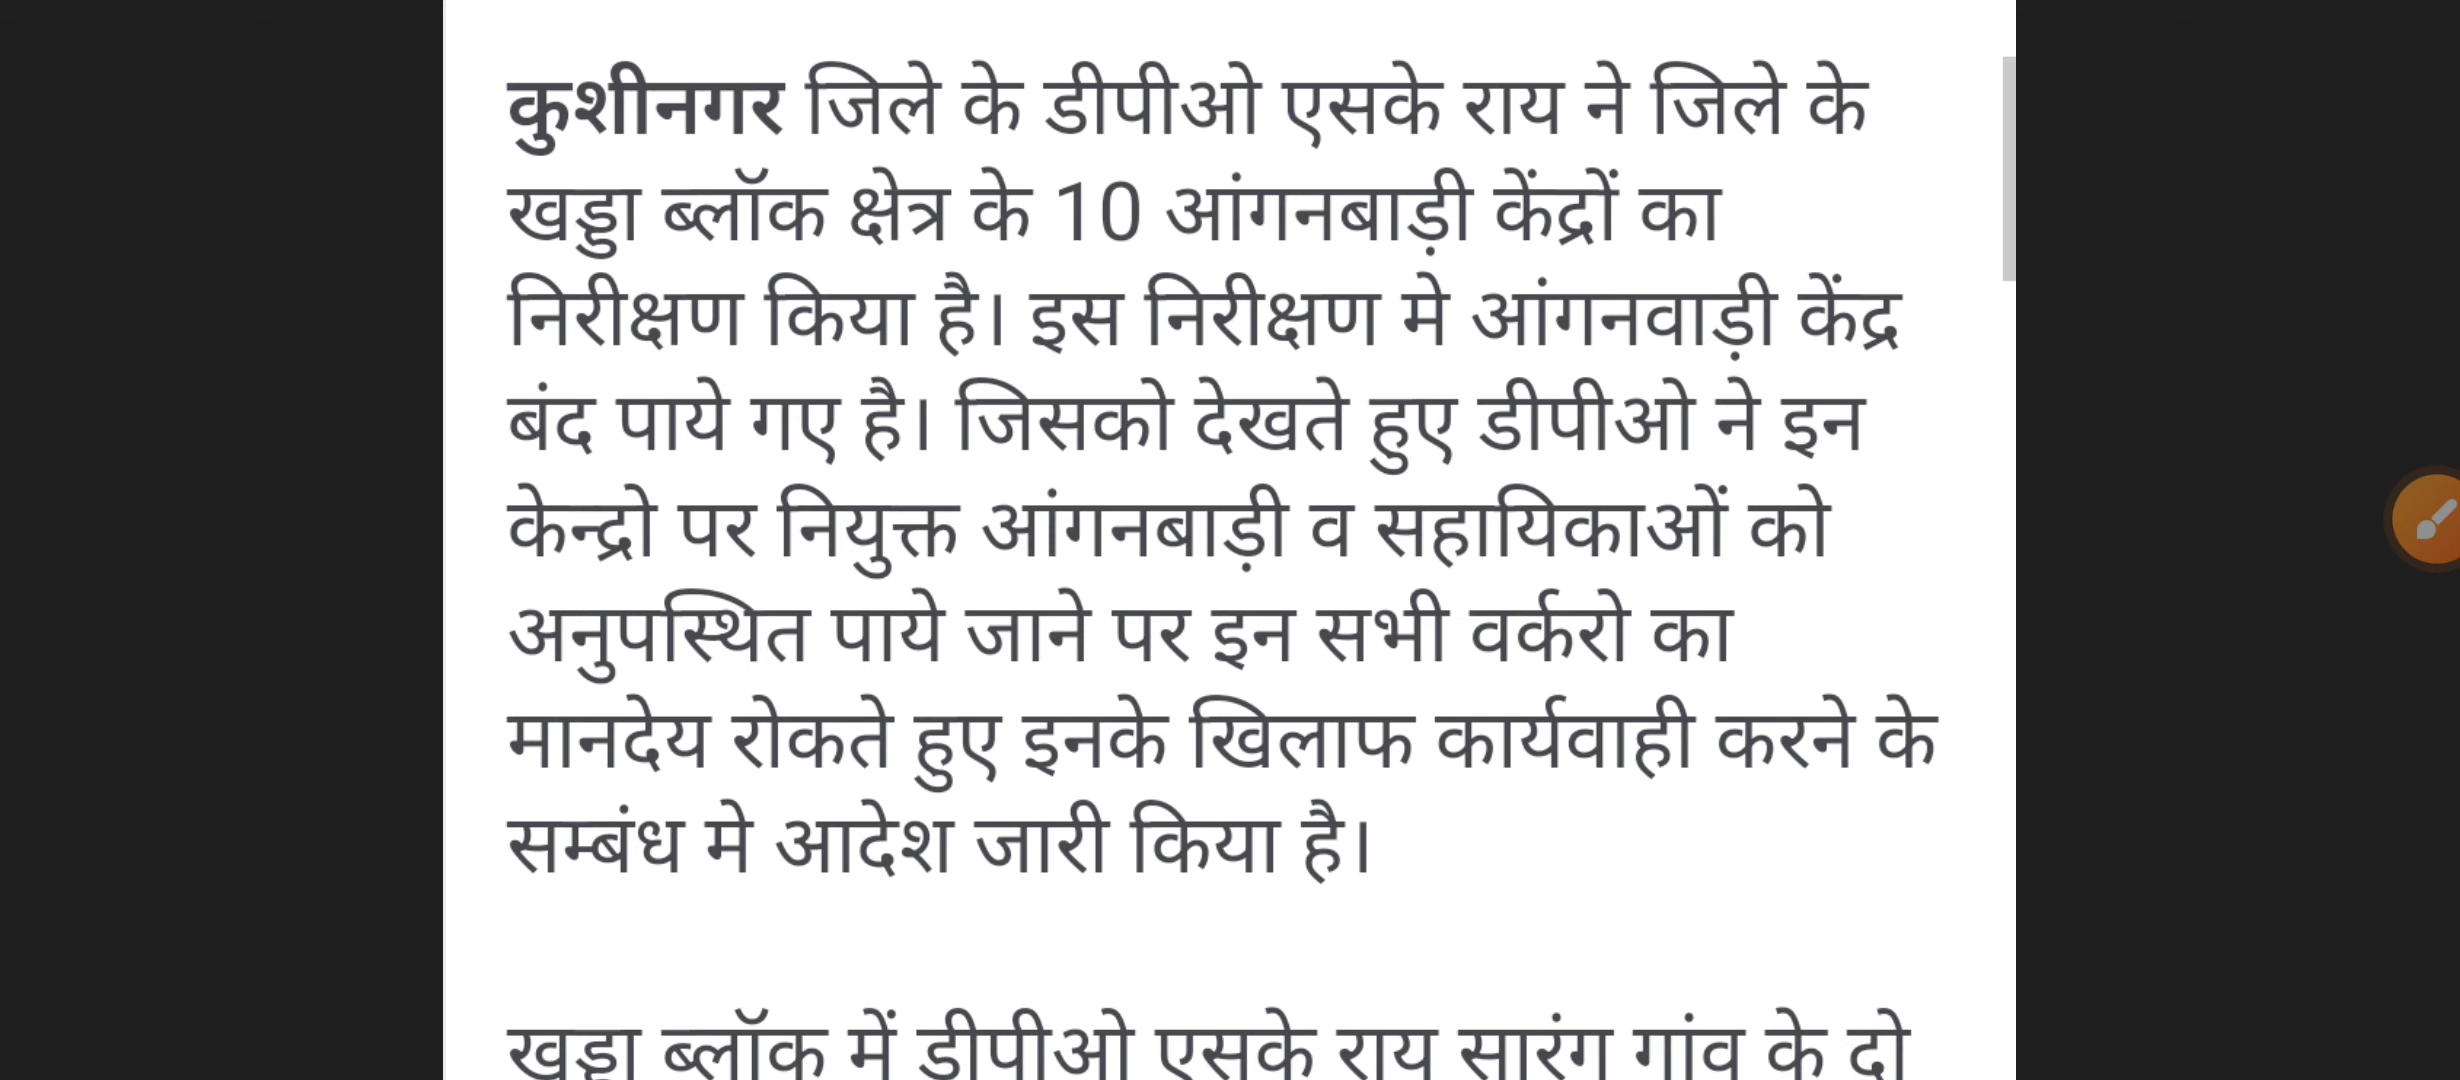 कुशीनगर जिले के डीपीओ एसके राय ने जिले के
खड्डा ब्लॉक क्षेत्र के 10 आंगनबाड़ी केंद्रों का
निरीक्षण किया है। इस निरीक्षण मे आंगनवाड़ी केंद्र
बंद पाये गए है। जिसको देखते हुए डीपीओ ने इन
केन्द्रो पर नियुक्त आंगनबाड़ी व सहायिकाओं को
अनुपस्थित पाये जाने पर इन सभी वर्करो का
मानदेय रोकते हुए इनके खिलाफ कार्यवाही करने के
सम्बंध मे आदेश जारी किया है।
खड्डा ब्लॉक में डीपीओ एसके राय सारंग गांव के दो